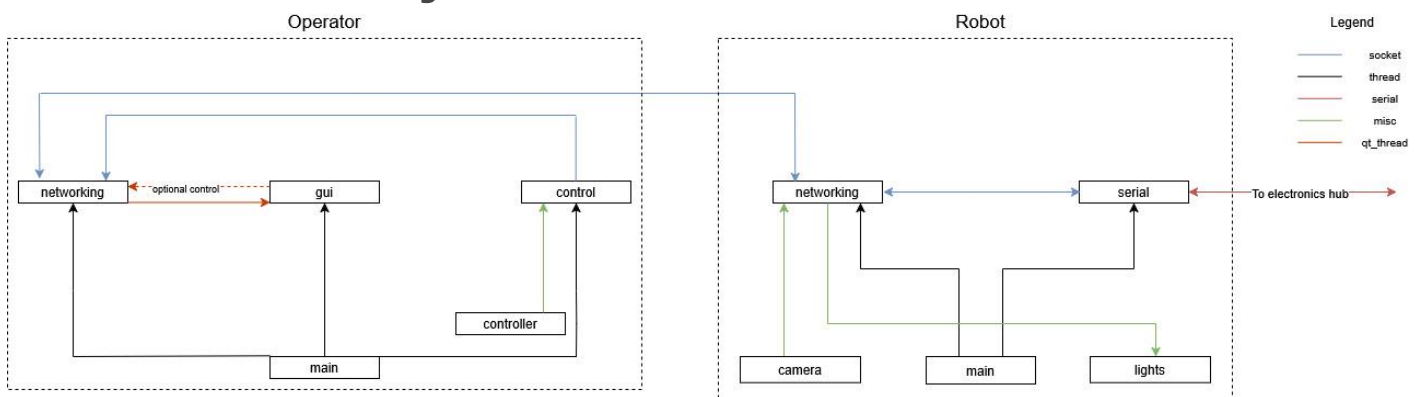 Operator
Robot
Legend
socket
thread
serial
misc
qt_thread
networking
optional control
gui
control
networking
serial
To electronics hub
controller
main
camera
main
lights